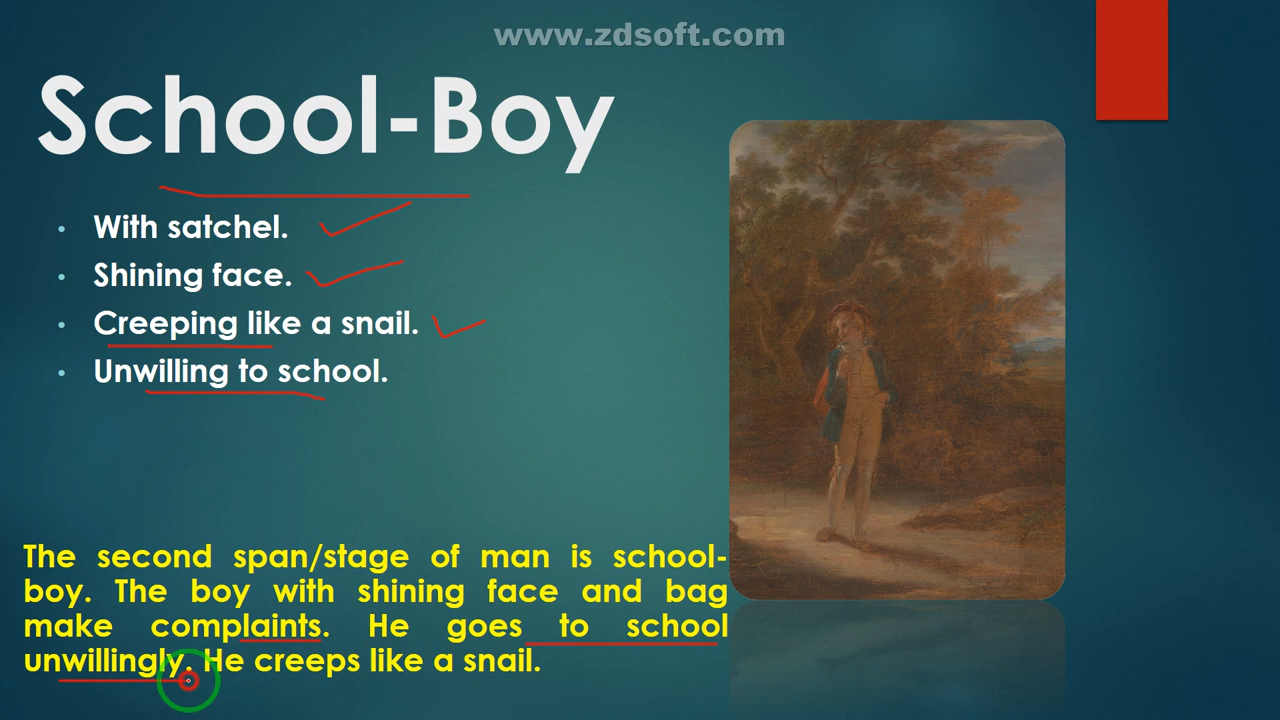 www.zdsoft.com
School-Boy
With satchel.
Shining face.
Creeping like a snail.
Unwilling to school.
The second span/stage of man is school-
boy. The boy with shining face and bag
make complaints. He goes to school
unwillingly. He creeps like a snail.